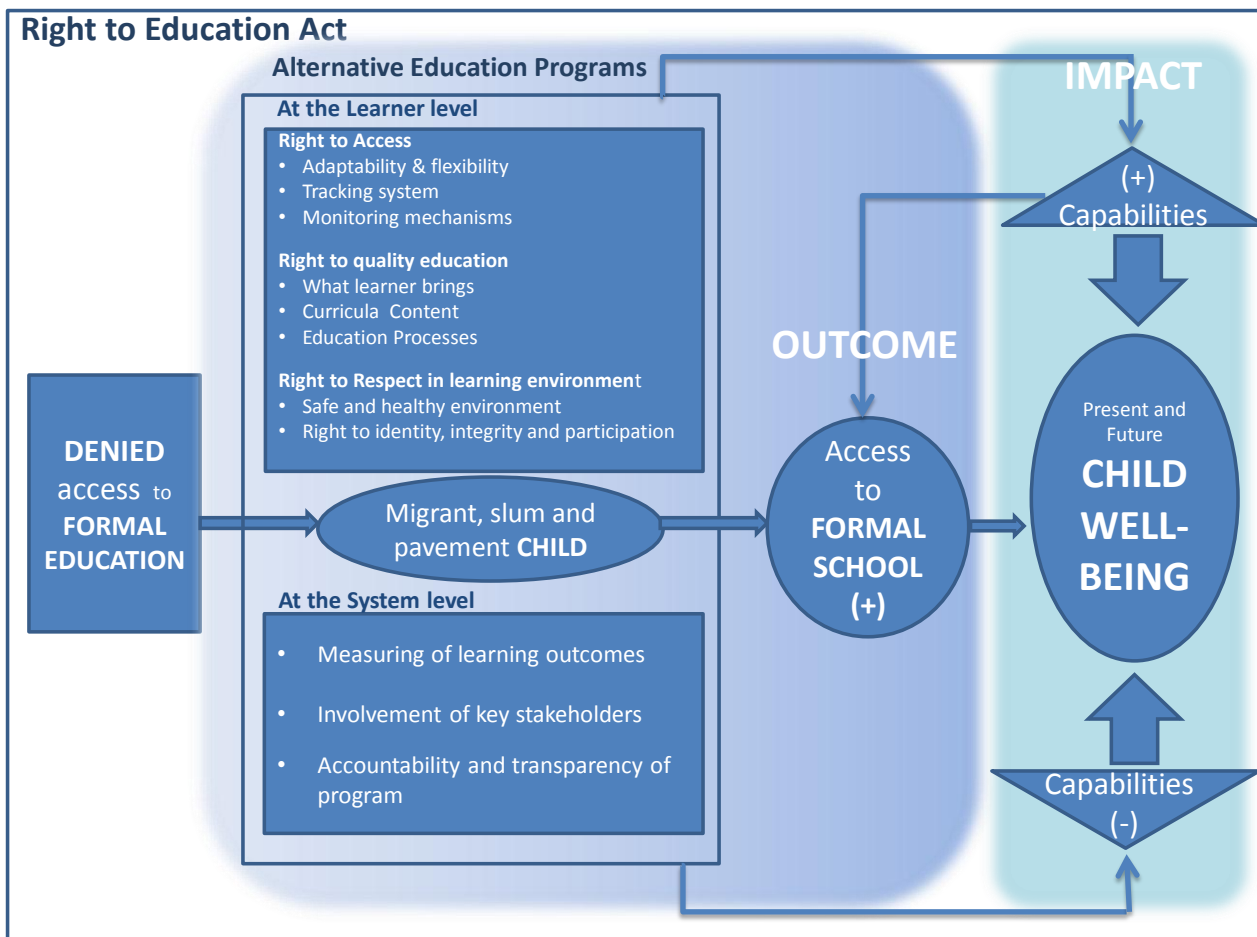 Right to Education Act
Alternative Education Programs
At the Learner level
Right to Access
• Adaptability & flexibility
• Tracking system
• Monitoring mechanisms
Right to quality education
• What learner brings
• Curricula Content
• Education Processes
Right to Respect in learning environment
• Safe and healthy environment
• Right to identity, integrity and participation
DENIED
access to
FORMAL
EDUCATION
Migrant, slum and
pavement CHILD
At the System level
• Measuring of learning outcomes
• Involvement of key stakeholders
• Accountability and transparency of
program
OUTCOME
Access
to
FORMAL
SCHOOL
(+)
IMPACT
(+)
Capabilities
Present and
Future
CHILD
WELL-
BEING
Capabilities
(-)